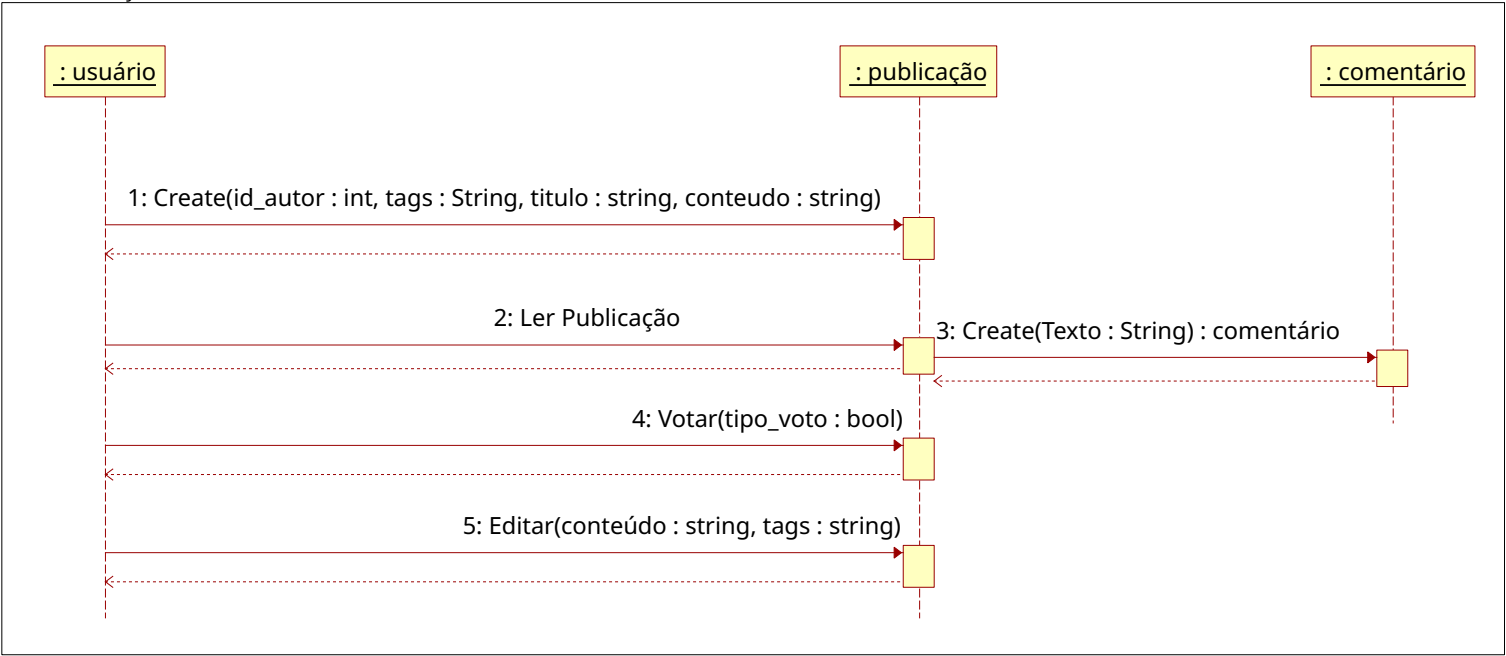 : usuário
: publicação
: comentário
1: Create(id_autor : int, tags : String, titulo : string, conteudo : string)
2: Ler Publicação
3: Create(Texto : String) : comentário
4: Votar(tipo_voto : bool)
5: Editar(conteúdo : string, tags : string)